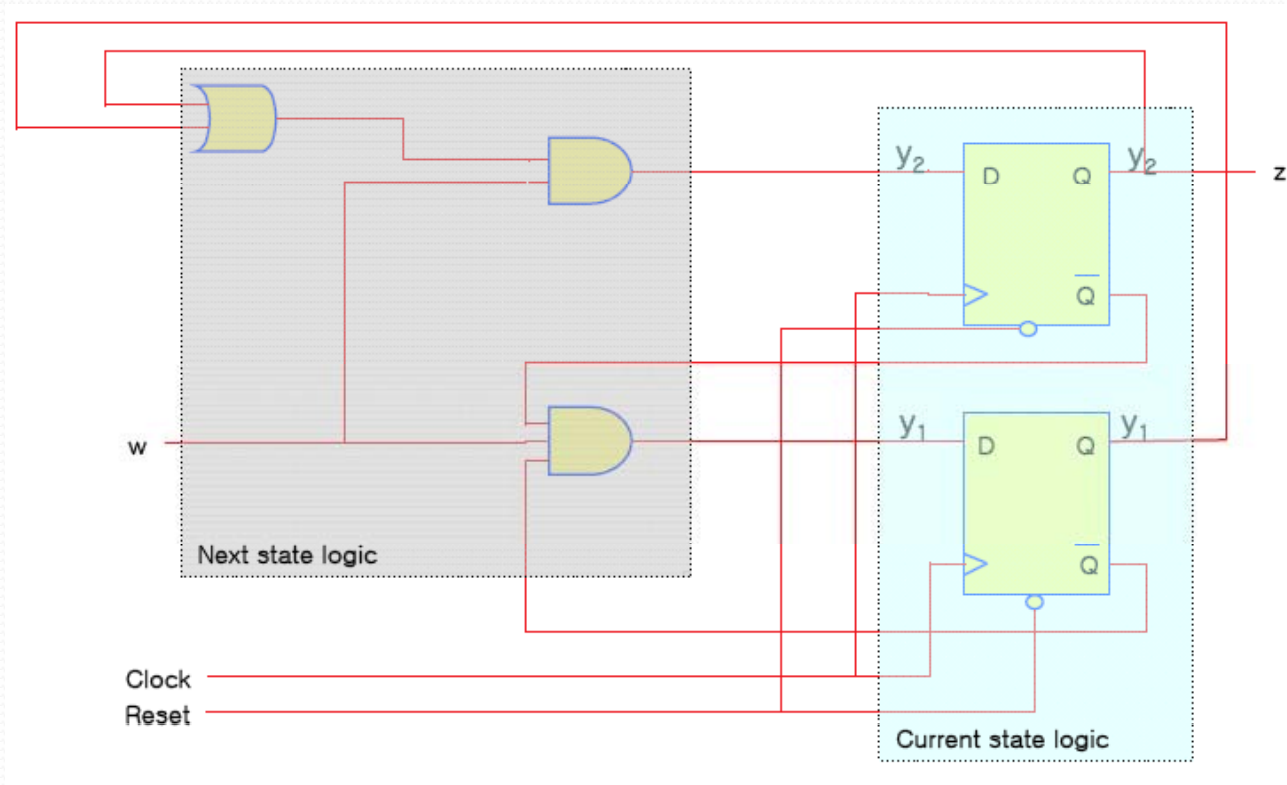 y₂
D
Q
y₂
z
Q̅
w
y₁
D
Q
y₁
Q̅
Next state logic
Clock
Reset
Current state logic